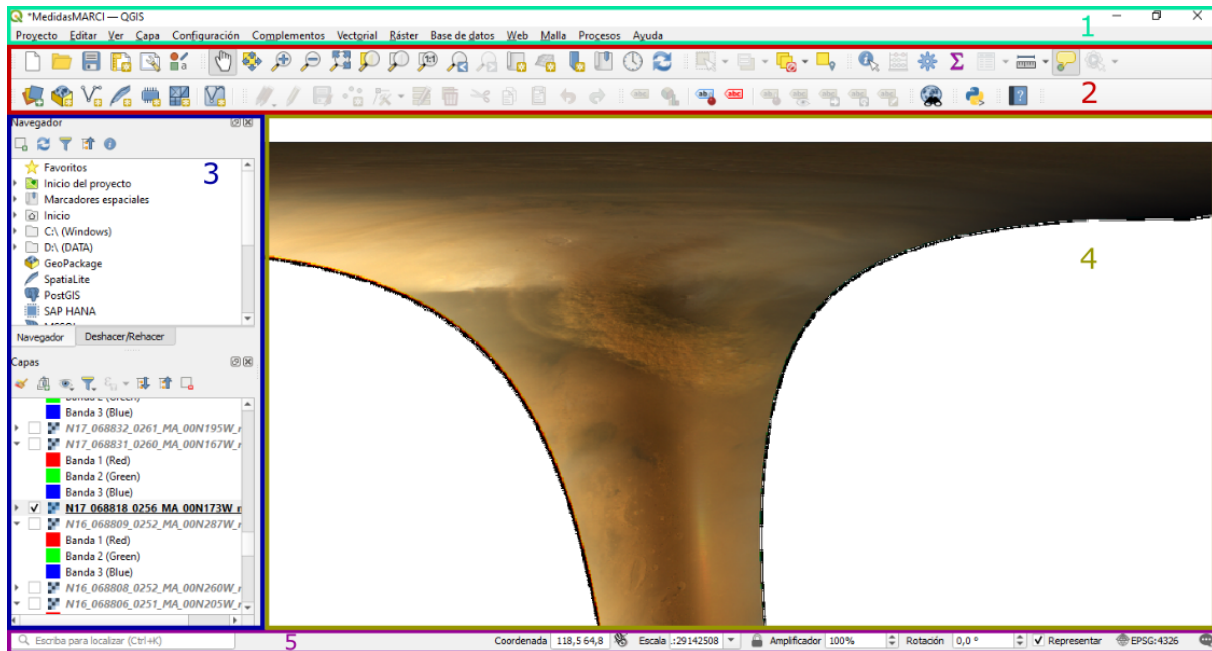 *MedidasMARCI — QGIS
1
Proyecto Editar Ver Capa Configuración Complementos Vectorial Ráster Base de datos Web Malla Procesos Ayuda
2
Navegador
3
Favoritos
Inicio del proyecto
Marcadores espaciales
Inicio
C:\ (Windows)
D:\ (DATA)
GeoPackage
SpatiaLite
PostGIS
SAP HANA
Navegador Deshacer/Rehacer
4
Capas
Banda 2 (Green)
Banda 3 (Blue)
N17_068832_0261_MA_00N195W_r
N17_068831_0260_MA_00N167W_r
Banda 1 (Red)
Banda 2 (Green)
Banda 3 (Blue)
N17_068818_0256_MA_00N173W_r
N16_068809_0252_MA_00N287W_r
Banda 1 (Red)
Banda 2 (Green)
Banda 3 (Blue)
N16_068808_0252_MA_00N260W_r
N16_068806_0251_MA_00N205W_r
Escriba para localizar (Ctrl+K) 5 Coordenada 118,5 64,8 Escala .:29142508 Amplificador 100% Rotación 0,0 ° Representar EPSG:4326